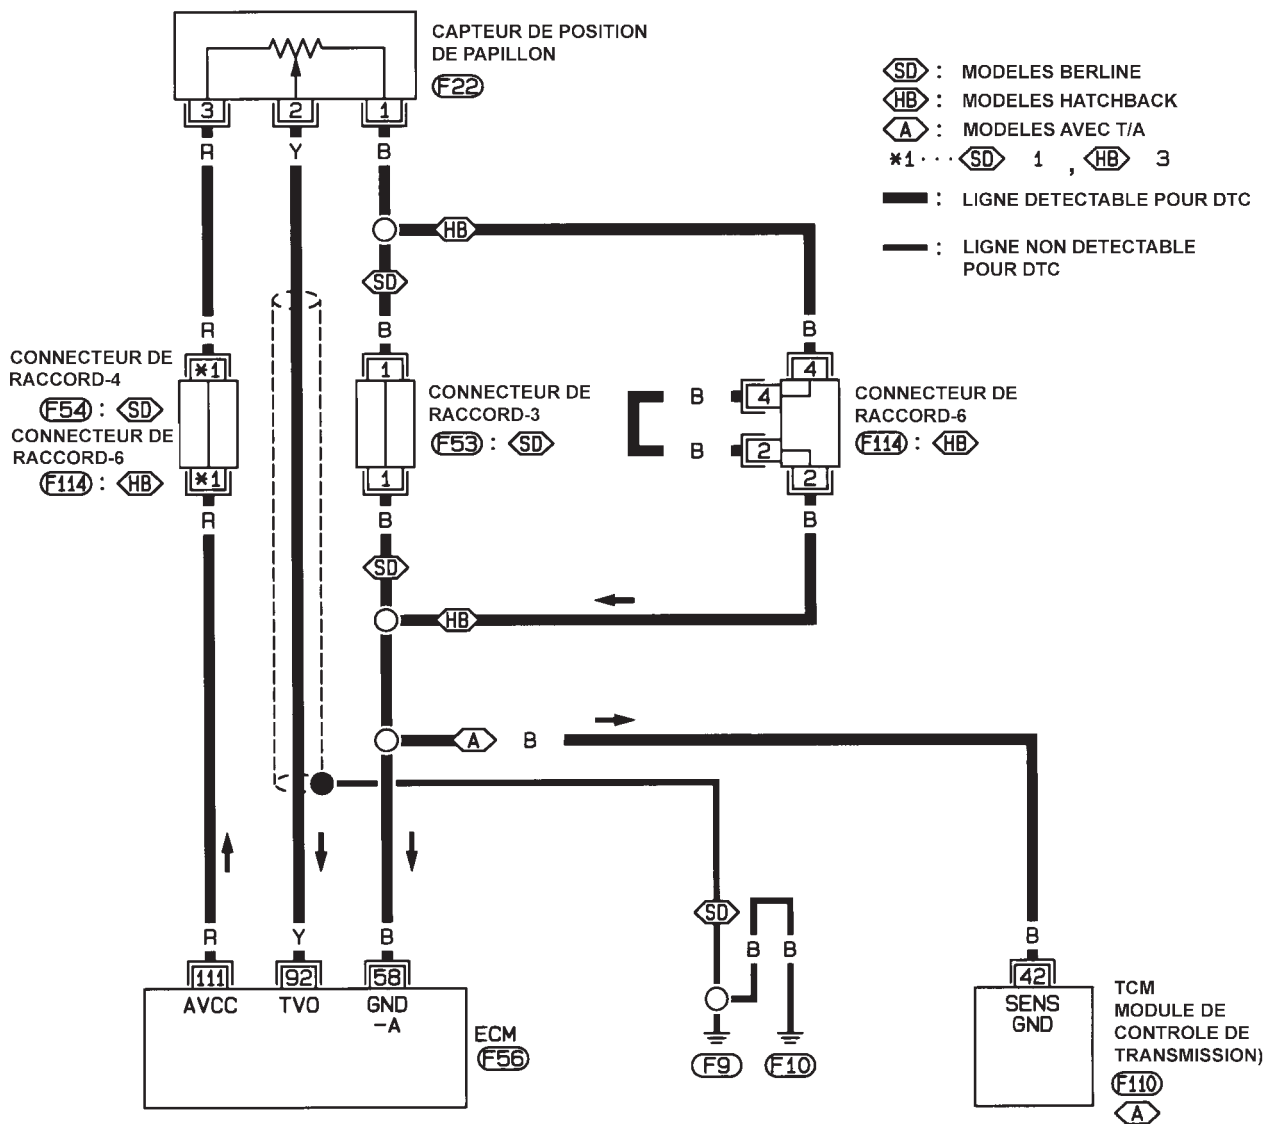 CAPTEUR DE POSITION
DE PAPILLON
F22
3 2 1
R Y B
SD : MODELES BERLINE
HB : MODELES HATCHBACK
A : MODELES AVEC T/A
*1··· SD 1 , HB 3
: LIGNE DETECTABLE POUR DTC
: LIGNE NON DETECTABLE
POUR DTC
HB
SD
R B B
CONNECTEUR DE
RACCORD-4
F54 : SD
CONNECTEUR DE
RACCORD-6
F114 : HB
*1
*1
R
1
1
B
CONNECTEUR DE
RACCORD-3
F53 : SD
B 4
B 2
4
2
B
CONNECTEUR DE
RACCORD-6
F114 : HB
SD
HB
A B
SD
B B
F9 F10
R Y B
111 92 58
AVCC TVO GND
-A
ECM
F56
B
42
SENS
GND
TCM
MODULE DE
CONTROLE DE
TRANSMISSION)
F110
A